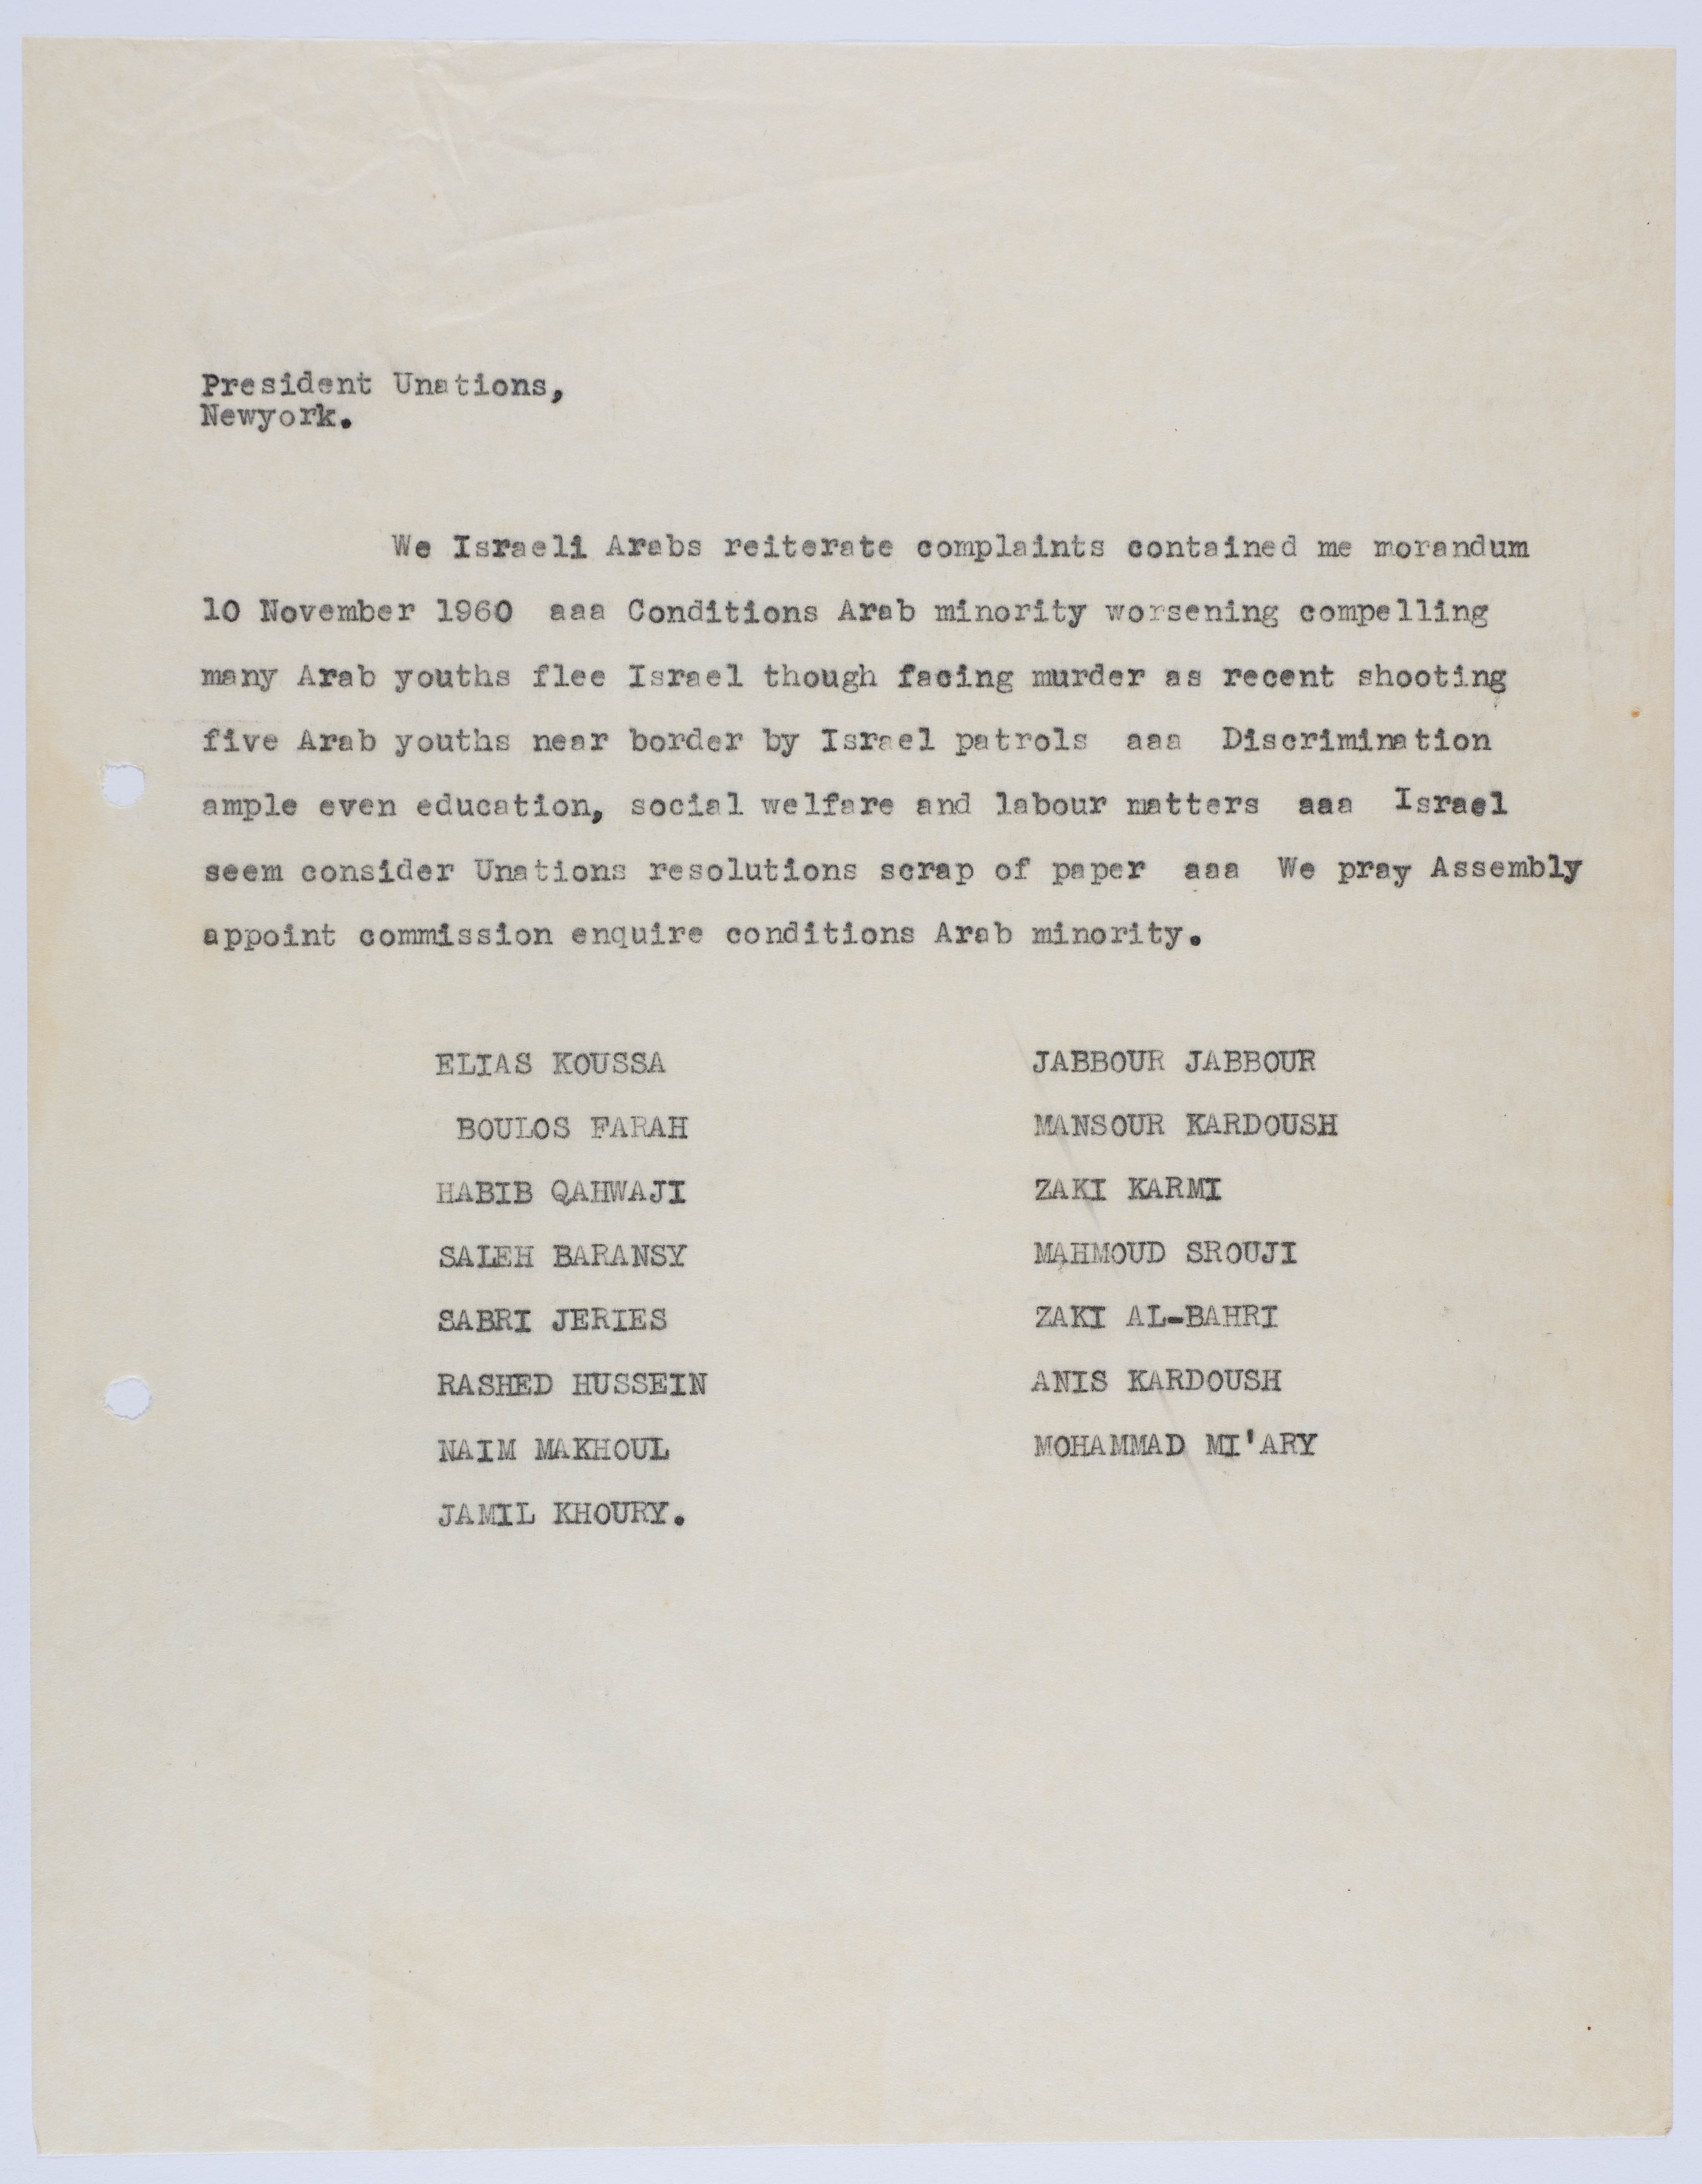 President Unations,
Newyork.
We Israeli Arabs reiterate complaints contained me morandum
10 November 1960 aaa Conditions Arab minority worsening compelling
many Arab youths flee Israel though facing murder as recent shooting
five Arab youths near border by Israel patrols aaa Discrimination
ample even education, social welfare and labour matters aaa Israel
seem consider Unations resolutions scrap of paper aaa We pray Assembly
appoint commission enquire conditions Arab minority.
ELIAS KOUSSA
BOULOS FARAH
HABIB QAHWAJI
SALEH BARANSY
SABRI JERIES
RASHED HUSSEIN
NAIM MAKHOUL
JAMIL KHOURY.
JABBOUR JABBOUR
MANSOUR KARDOUSH
ZAKI KARMI
MAHMOUD SROUJI
ZAKI AL-BAHRI
ANIS KARDOUSH
MOHAMMAD MI'ARY